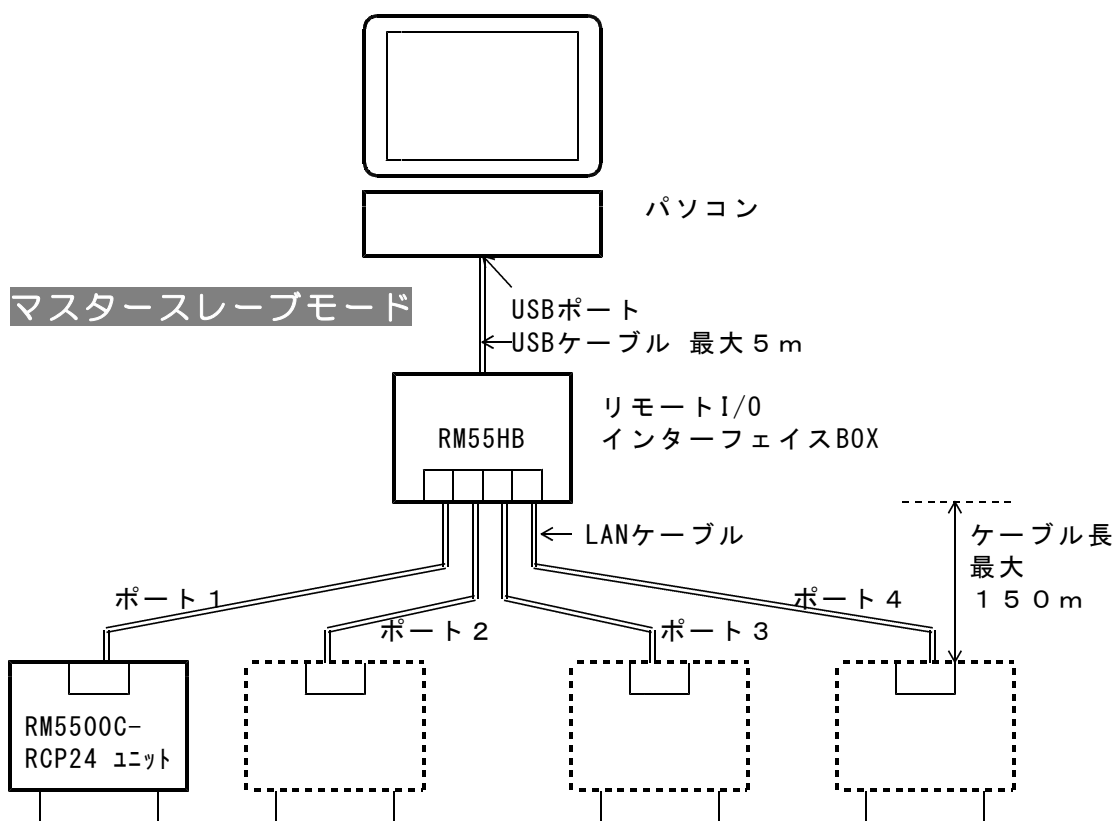 パソコン
マスタースレーブモード
USBポート
USBケーブル 最大５ｍ
リモートI/O
インターフェイスBOX
RM55HB
LANケーブル
ケーブル長
最大
１５０ｍ
ポート１
ポート２
ポート３
ポート４
RM5500C-
RCP24 ﾕﾆｯﾄ